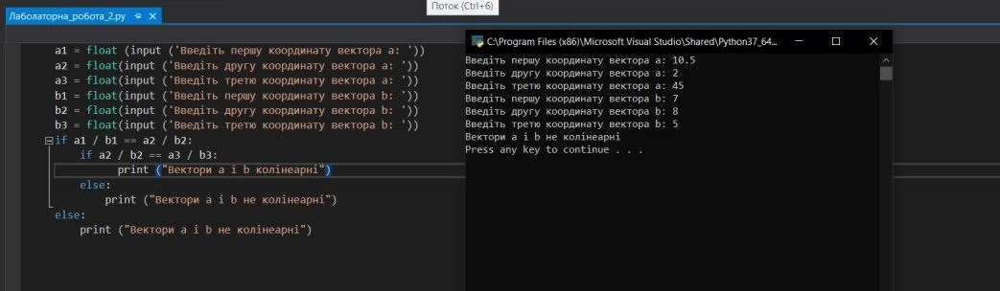 Поток (Ctrl+6)
Лаболаторна_робота_2.py
a1 = float (input ('Введіть першу координату вектора а: '))
a2 = float(input ('Введіть другу координату вектора а: '))
a3 = float(input ('Введіть третю координату вектора а: '))
b1 = float(input ('Введіть першу координату вектора b: '))
b2 = float(input ('Введіть другу координату вектора b: '))
b3 = float(input ('Введіть третю координату вектора b: '))
if a1 / b1 == a2 / b2:
if a2 / b2 == a3 / b3:
print ("Вектори a і b колінеарні")
else:
print ("Вектори a і b не колінеарні")
else:
print ("Вектори a і b не колінеарні")
C:\Program Files (x86)\Microsoft Visual Studio\Shared\Python37_64...
Введіть першу координату вектора а: 10.5
Введіть другу координату вектора а: 2
Введіть третю координату вектора а: 45
Введіть першу координату вектора b: 7
Введіть другу координату вектора b: 8
Введіть третю координату вектора b: 5
Вектори a і b не колінеарні
Press any key to continue . . .